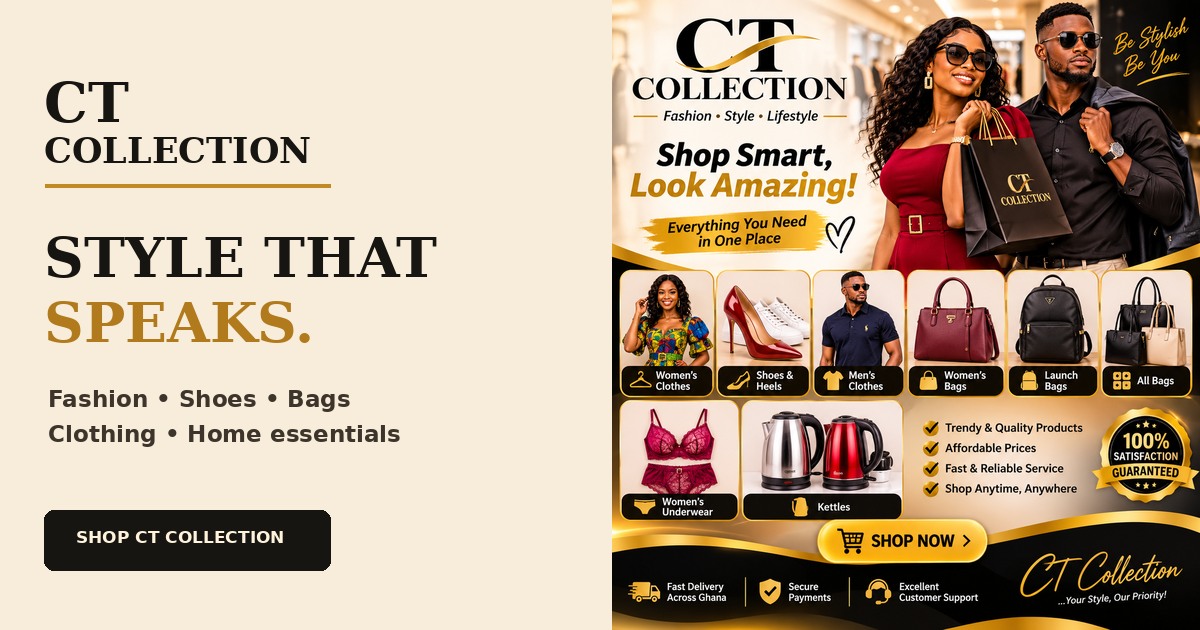 CT
COLLECTION
STYLE THAT
SPEAKS.
Fashion • Shoes • Bags
Clothing • Home essentials
SHOP CT COLLECTION
CT
COLLECTION
Fashion • Style • Lifestyle
Shop Smart,
Look Amazing!
Everything You Need
in One Place
Be Stylish
Be You
CT
COLLECTION
Women's
Clothes
Shoes &
Heels
Men's
Clothes
Women's
Bags
Launch
Bags
All Bags
Women's
Underwear
Kettles
Trendy & Quality Products
Affordable Prices
Fast & Reliable Service
Shop Anytime, Anywhere
100%
SATISFACTION
GUARANTEED
SHOP NOW
Fast Delivery
Across Ghana
Secure
Payments
Excellent
Customer Support
CT Collection
...Your Style, Our Priority!